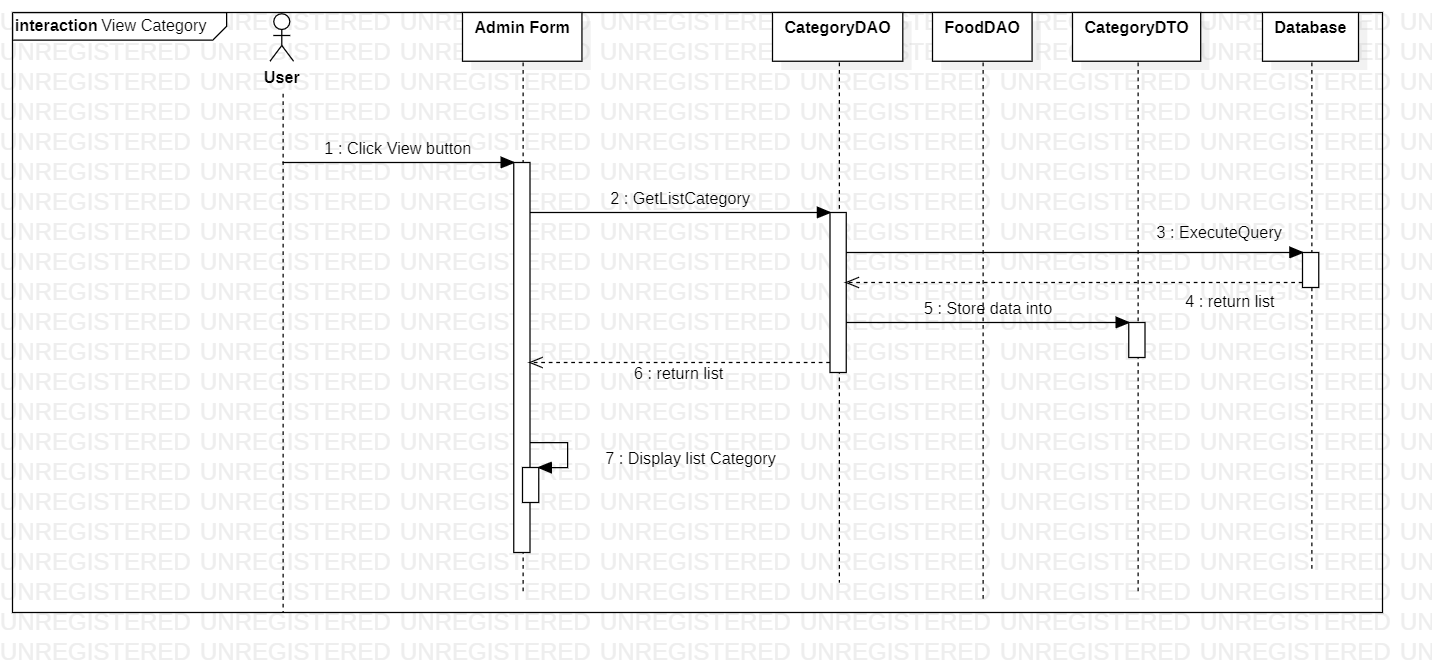 interaction View Category
User
Admin Form
CategoryDAO
FoodDAO
CategoryDTO
Database
1 : Click View button
2 : GetListCategory
3 : ExecuteQuery
4 : return list
5 : Store data into
6 : return list
7 : Display list Category
UNREGISTERED